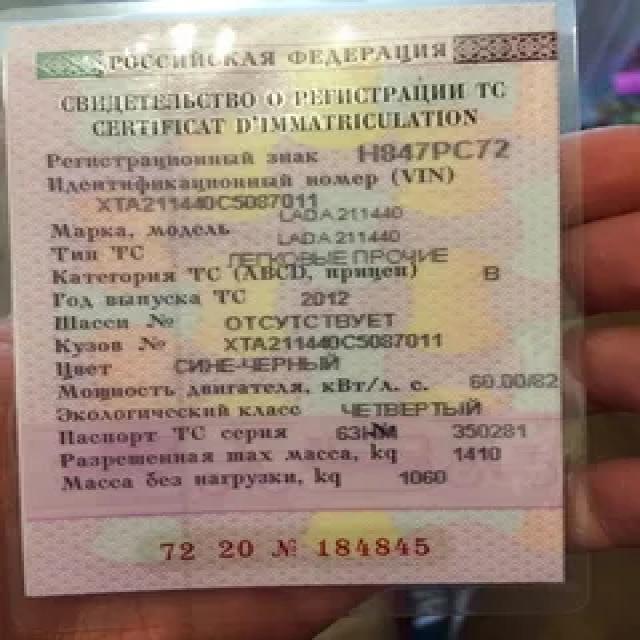 РОССИЙСКАЯ ФЕДЕРАЦИЯ
СВИДЕТЕЛЬСТВО О РЕГИСТРАЦИИ ТС
CERTIFICAT D'IMMATRICULATION
Регистрационный знак Н847РС72
Идентификационный номер (VIN)
XTA211440C5087011
LADA 211440
Марка, модель LADA 211440
Тип ТС ЛЕГКОВЫЕ ПРОЧИЕ
Категория ТС (ABCD, прицеп) B
Год выпуска ТС 2012
Шасси № ОТСУТСТВУЕТ
Кузов № XTA211440C5087011
Цвет СИНЕ-ЧЕРНЫЙ
Мощность двигателя, кВт/л. с. 60.00/82
Экологический класс ЧЕТВЕРТЫЙ
Паспорт ТС серия 63НМ № 350281
Разрешенная max масса, kg 1410
Масса без нагрузки, kg 1060
72 20 № 184845